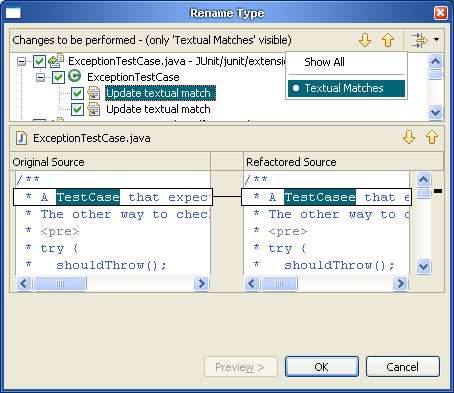 Rename Type
Changes to be performed - (only 'Textual Matches' visible)
ExceptionTestCase.java - JUnit/junit/extensi
Show All
Textual Matches
ExceptionTestCase
Update textual match
Update textual match
ExceptionTestCase.java
Original Source
Refactored Source
/**
* A TestCase that expec
* The other way to chec
* <pre>
* try {
* shouldThrow();
/**
* A TestCasee that e
* The other way to c
* <pre>
* try {
* shouldThrow();
Preview >
OK
Cancel